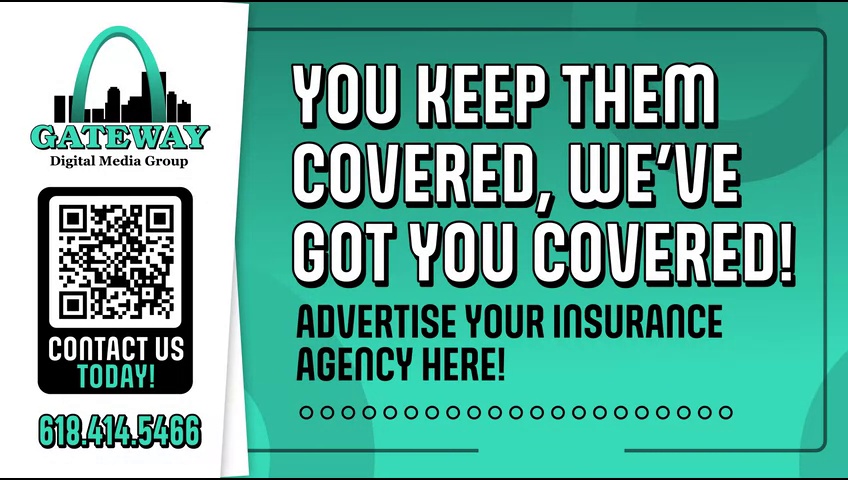 GATEWAY
Digital Media Group
CONTACT US
TODAY!
618.414.5466
YOU KEEP THEM
COVERED, WE'VE
GOT YOU COVERED!
ADVERTISE YOUR INSURANCE
AGENCY HERE!